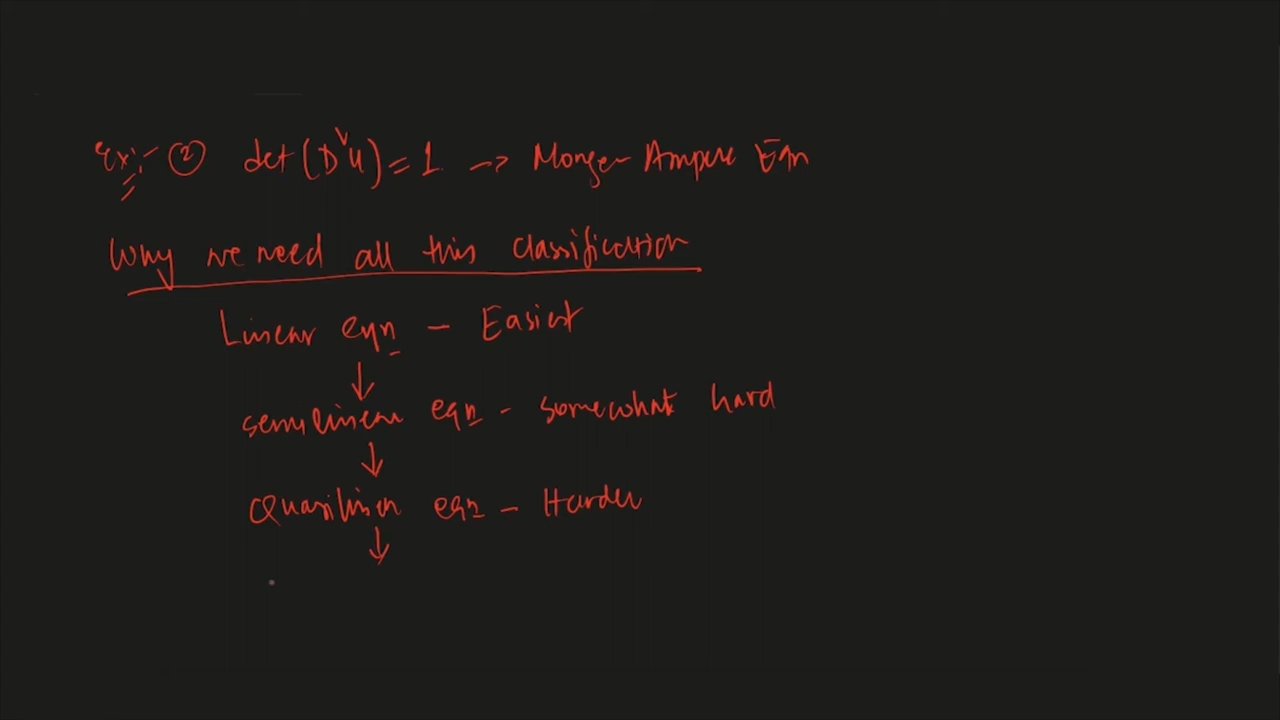 Ex:- ② det(D²u) = 1. → Monge-Ampere Eqn
Why we need all this classification
Linear eqn - Easiest
↓
semilinear eqn - somewhat hard
↓
Quasilinear eqn - Harder
↓